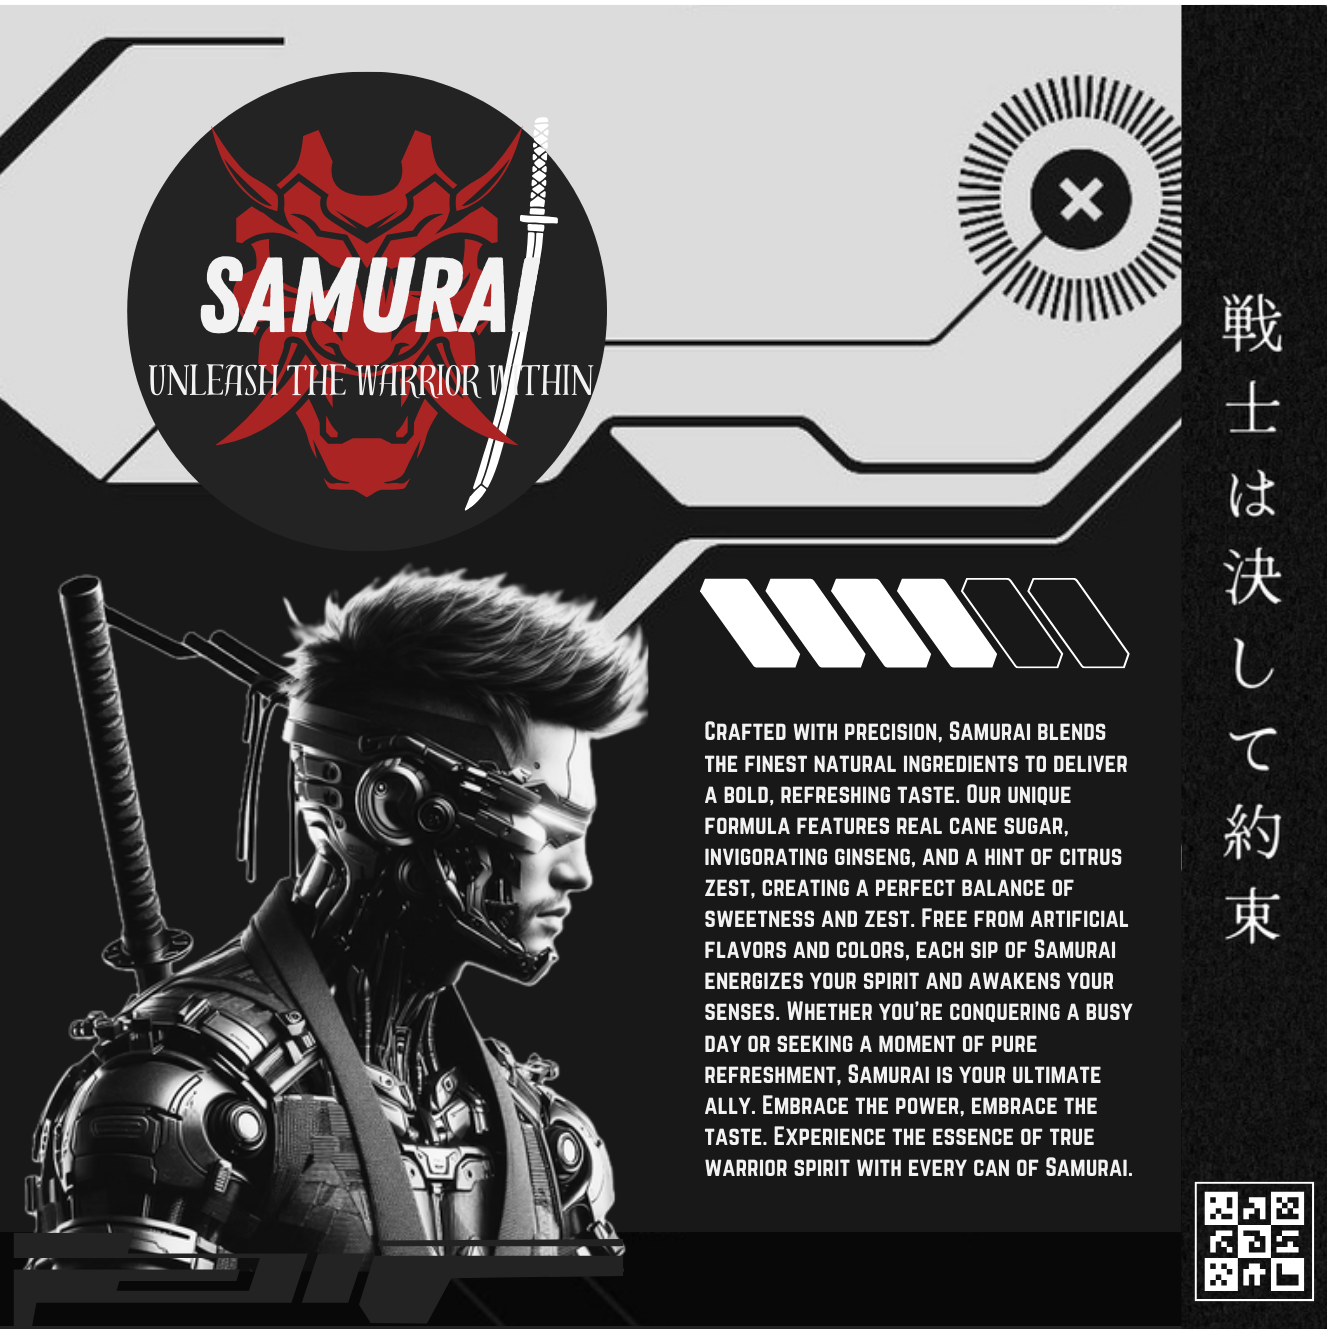 SAMURAI
UNLEASH THE WARRIOR WITHIN
Crafted with precision, Samurai blends
the finest natural ingredients to deliver
a bold, refreshing taste. Our unique
formula features real cane sugar,
invigorating ginseng, and a hint of citrus
zest, creating a perfect balance of
sweetness and zest. Free from artificial
flavors and colors, each sip of Samurai
energizes your spirit and awakens your
senses. Whether you're conquering a busy
day or seeking a moment of pure
refreshment, Samurai is your ultimate
ally. Embrace the power, embrace the
taste. Experience the essence of true
warrior spirit with every can of Samurai.
戦士は決して約束